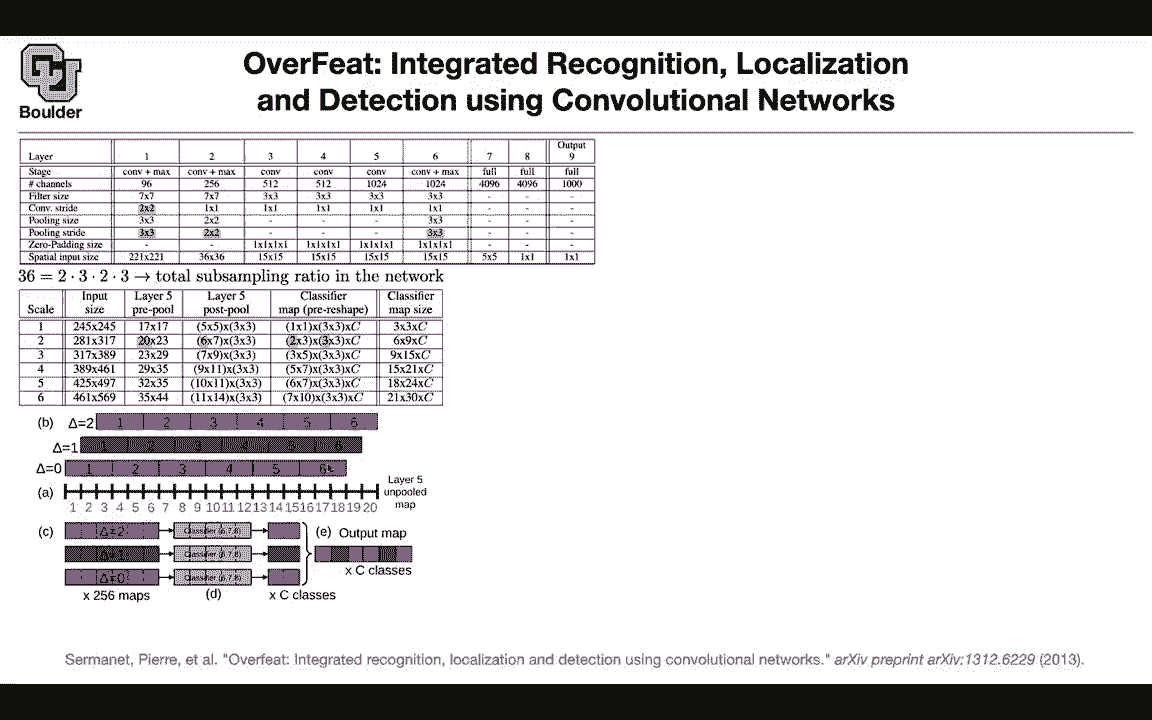 Boulder
OverFeat: Integrated Recognition, Localization
and Detection using Convolutional Networks
Layer 1 2 3 4 5 6 7 8 Output 9
Stage conv + max conv + max conv conv conv conv + max full full full
# channels 96 256 512 512 1024 1024 4096 4096 1000
Filter size 7x7 7x7 3x3 3x3 3x3 3x3 - - -
Conv. stride 2x2 1x1 1x1 1x1 1x1 1x1 - - -
Pooling size 3x3 2x2 - - - 3x3 - - -
Pooling stride 3x3 2x2 - - - 3x3 - - -
Zero-Padding size - - 1x1x1x1 1x1x1x1 1x1x1x1 1x1x1x1 - - -
Spatial input size 221x221 36x36 15x15 15x15 15x15 15x15 5x5 1x1 1x1
36 = 2 · 3 · 2 · 3 → total subsampling ratio in the network
Scale Input size Layer 5 pre-pool Layer 5 post-pool Classifier map (pre-reshape) Classifier map size
1 245x245 17x17 (5x5)x(3x3) (1x1)x(3x3)xC 3x3xC
2 281x317 20x23 (6x7)x(3x3) (2x3)x(3x3)xC 6x9xC
3 317x389 23x29 (7x9)x(3x3) (3x5)x(3x3)xC 9x15xC
4 389x461 29x35 (9x11)x(3x3) (5x7)x(3x3)xC 15x21xC
5 425x497 32x35 (10x11)x(3x3) (6x7)x(3x3)xC 18x24xC
6 461x569 35x44 (11x14)x(3x3) (7x10)x(3x3)xC 21x30xC
(b) Δ=2 1 2 3 4 5 6
Δ=1 1 2 3 4 5 6
Δ=0 1 2 3 4 5 6
(a) Layer 5 unpooled map
1 2 3 4 5 6 7 8 9 10 11 12 13 14 15 16 17 18 19 20
(c) Δ=2 Classifier (6,7,8) (e) Output map
Δ=1 Classifier (6,7,8)
x C classes
Δ=0 Classifier (6,7,8)
x 256 maps (d) x C classes
Sermanet, Pierre, et al. "Overfeat: Integrated recognition, localization and detection using convolutional networks." arXiv preprint arXiv:1312.6229 (2013).